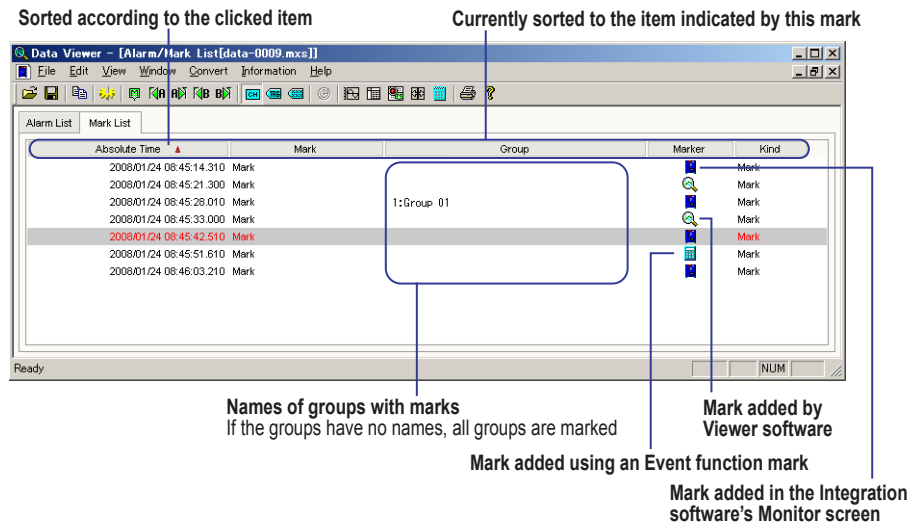 Sorted according to the clicked item
Currently sorted to the item indicated by this mark
Data Viewer - [Alarm/Mark List[data-0009.mxs]]
File Edit View Window Convert Information Help
Alarm List Mark List
Absolute Time Mark Group Marker Kind
2008/01/24 08:45:14.310 Mark Mark
2008/01/24 08:45:21.300 Mark Mark
2008/01/24 08:45:28.010 Mark 1:Group 01 Mark
2008/01/24 08:45:33.000 Mark Mark
2008/01/24 08:45:42.510 Mark Mark
2008/01/24 08:45:51.610 Mark Mark
2008/01/24 08:46:03.210 Mark Mark
Ready NUM
Names of groups with marks
If the groups have no names, all groups are marked
Mark added by
Viewer software
Mark added using an Event function mark
Mark added in the Integration
software's Monitor screen